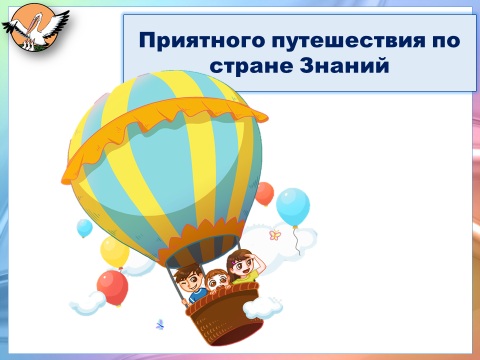 Приятного путешествия по
стране Знаний